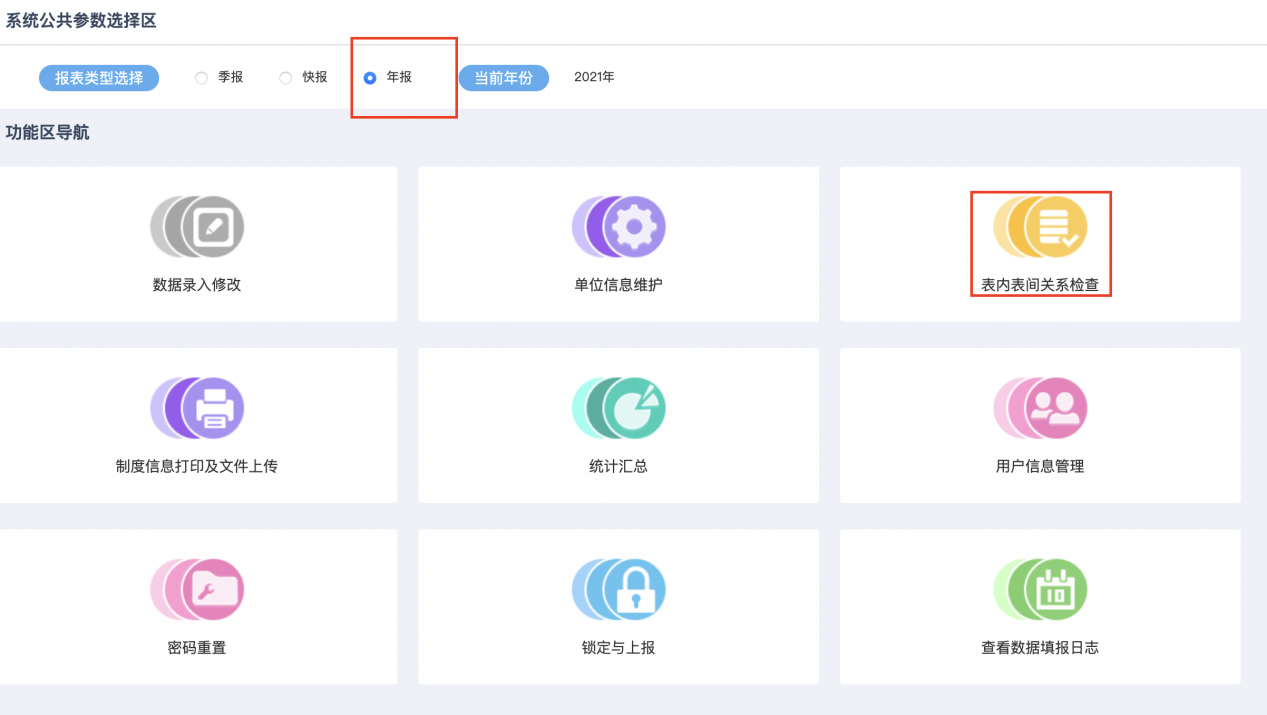 系统公共参数选择区
报表类型选择 季报 快报 年报 当前年份 2021年
功能区导航
数据录入修改 单位信息维护 表内表间关系检查
制度信息打印及文件上传 统计汇总 用户信息管理
10
密码重置 锁定与上报 查看数据填报日志